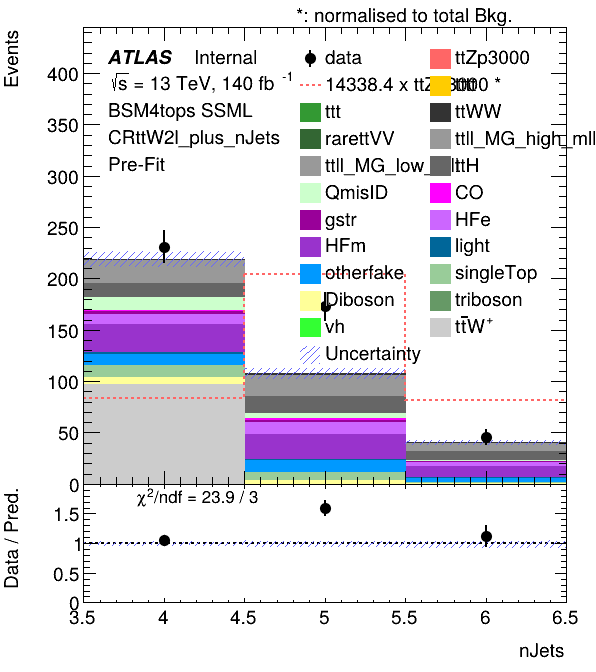 *: normalised to total Bkg.
Events
ATLAS Internal
√s = 13 TeV, 140 fb⁻¹
BSM4tops SSML
CRttW2l_plus_nJets
Pre-Fit
data
ttZp3000
14338.4 x ttZp3000 *
tttt
ttt
ttWW
rarettVV
ttll_MG_high_mll
ttll_MG_low_mll
ttH
QmisID
CO
gstr
HFe
HFm
light
otherfake
singleTop
Diboson
triboson
vh
tt̄W⁺
Uncertainty
400
350
300
250
200
150
100
50
0
χ²/ndf = 23.9 / 3
Data / Pred.
1.5
1
0.5
0
3.5 4 4.5 5 5.5 6 6.5
nJets